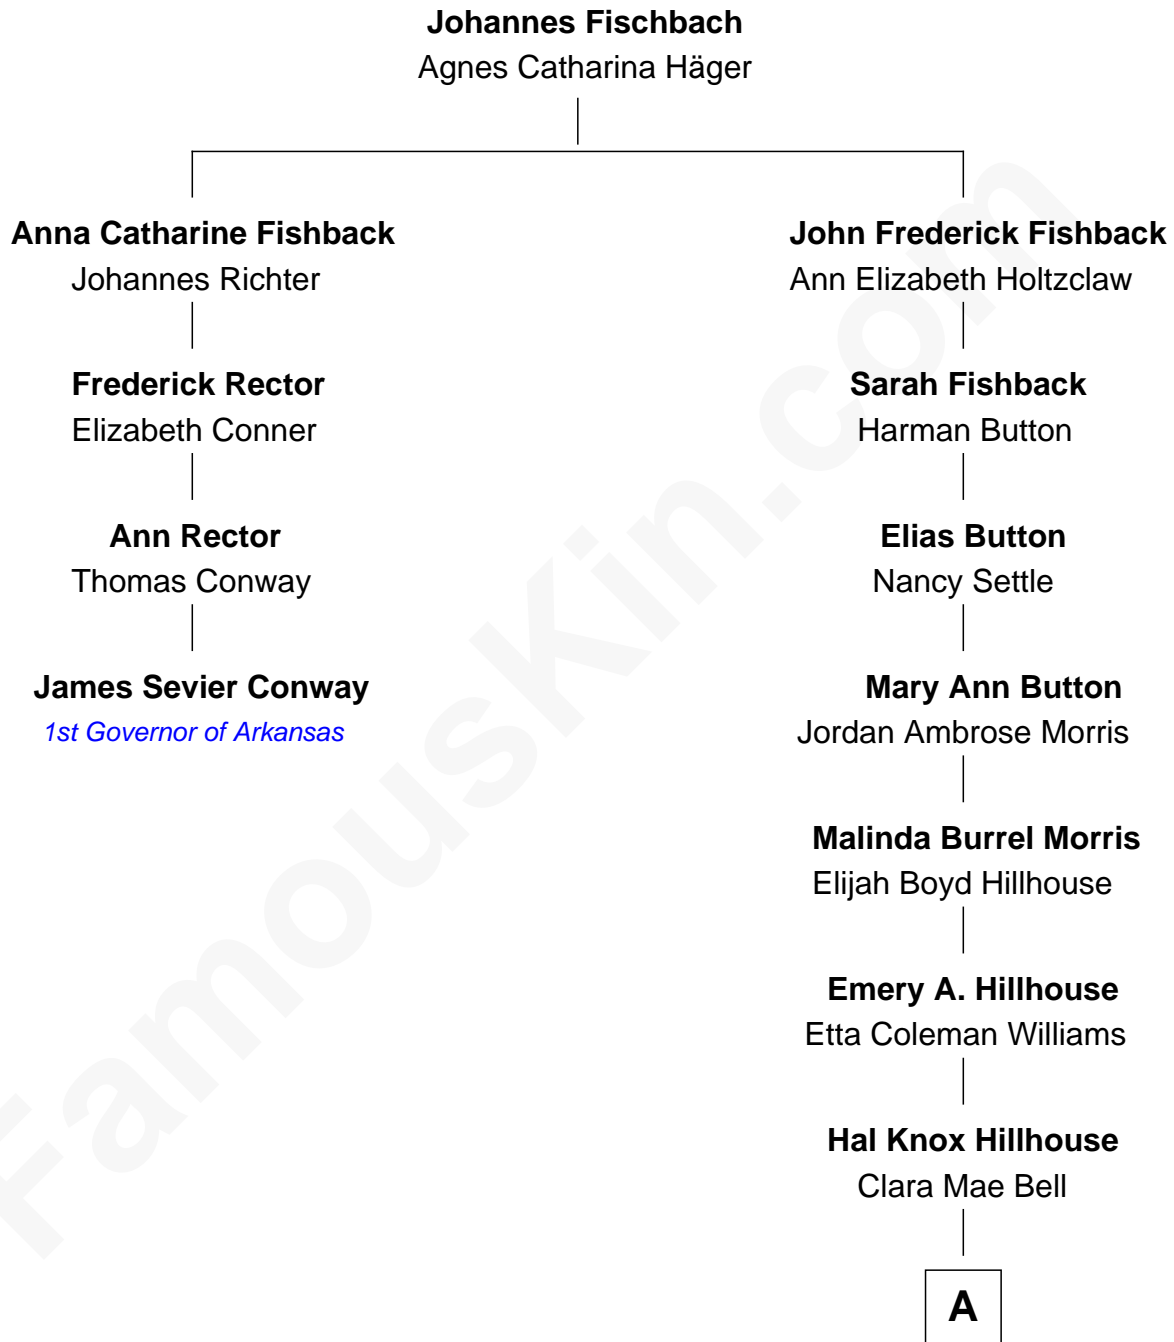 Johannes Fischbach
Agnes Catharina Häger
Anna Catharine Fishback
Johannes Richter
John Frederick Fishback
Ann Elizabeth Holtzclaw
Frederick Rector
Elizabeth Conner
Sarah Fishback
Harman Button
Ann Rector
Thomas Conway
Elias Button
Nancy Settle
James Sevier Conway
1st Governor of Arkansas
Mary Ann Button
Jordan Ambrose Morris
Malinda Burrel Morris
Elijah Boyd Hillhouse
Emery A. Hillhouse
Etta Coleman Williams
Hal Knox Hillhouse
Clara Mae Bell
A
FamousKin.com